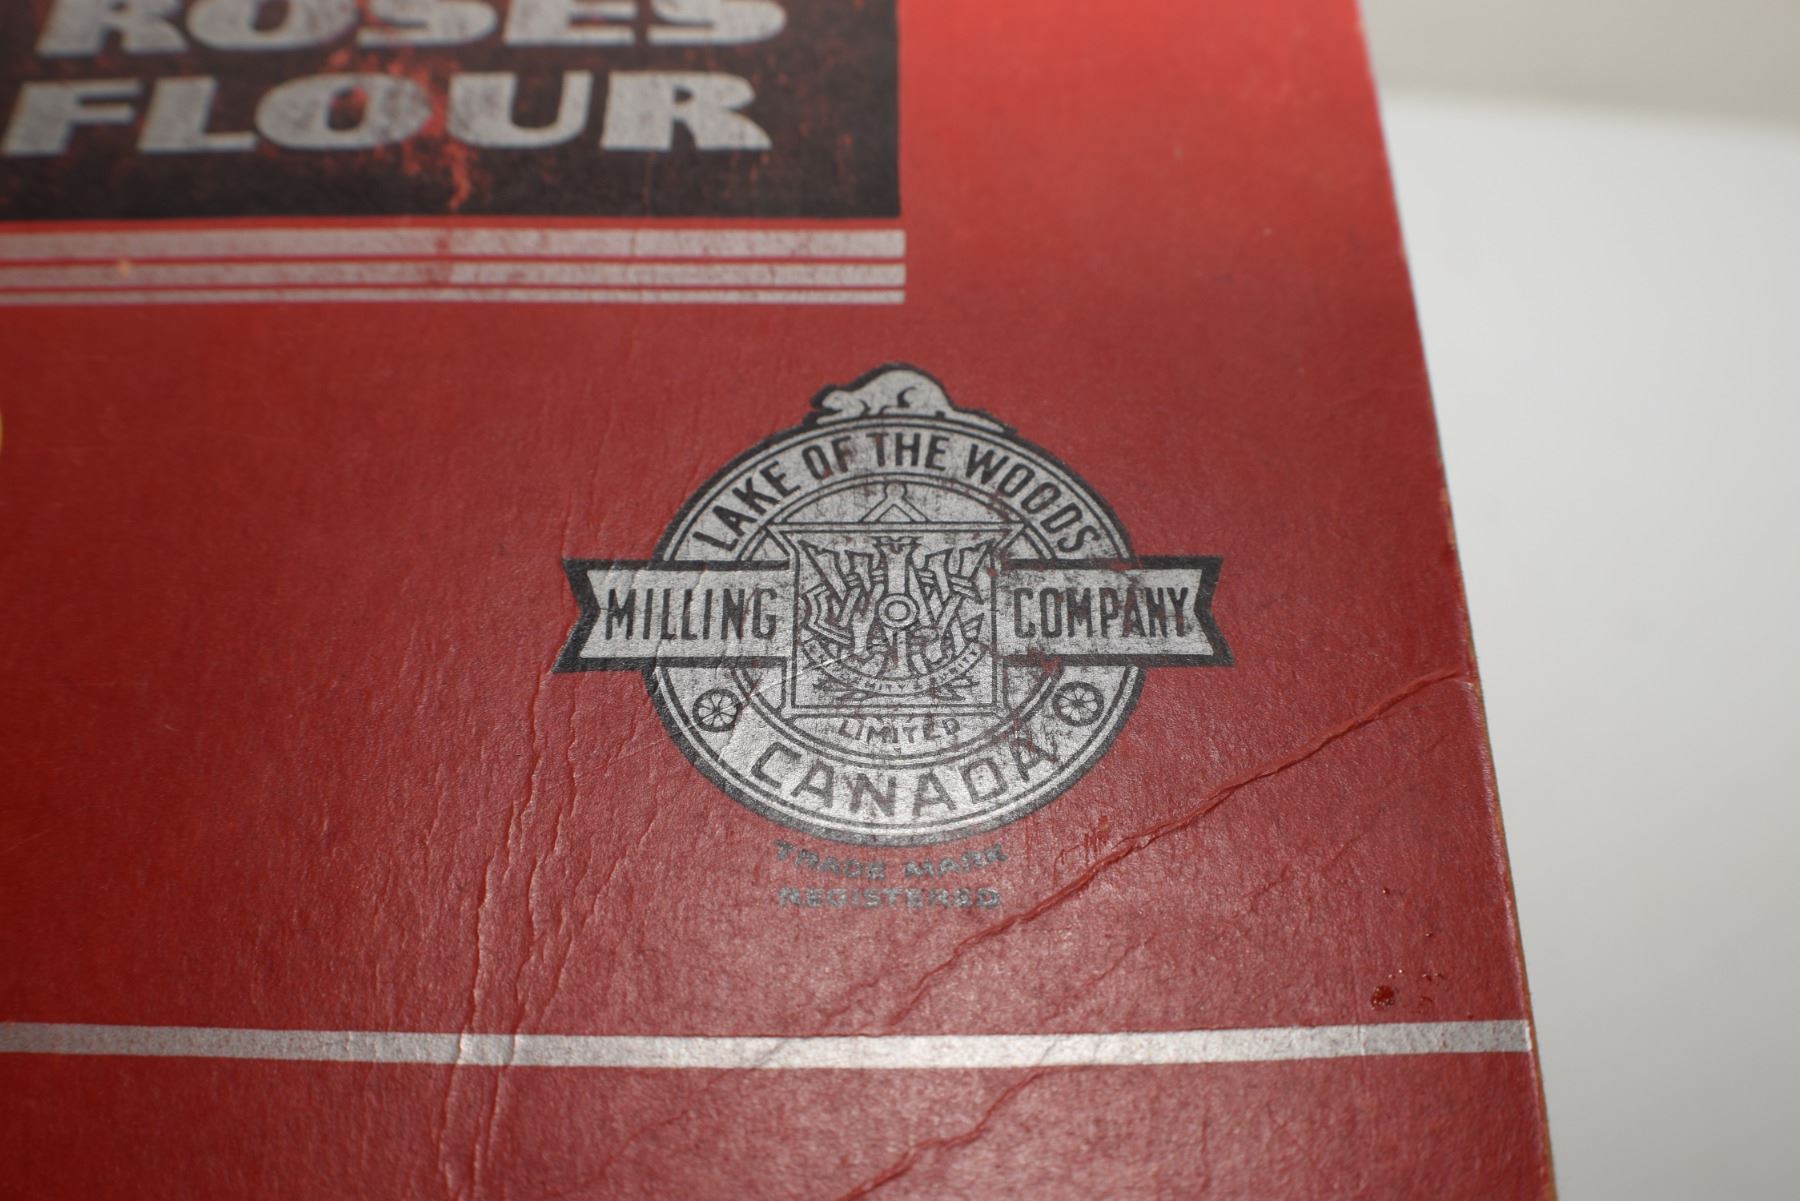 ROSES
FLOUR
LAKE OF THE WOODS
MILLING COMPANY
LIMITED
CANADA
TRADE MARK
REGISTERED